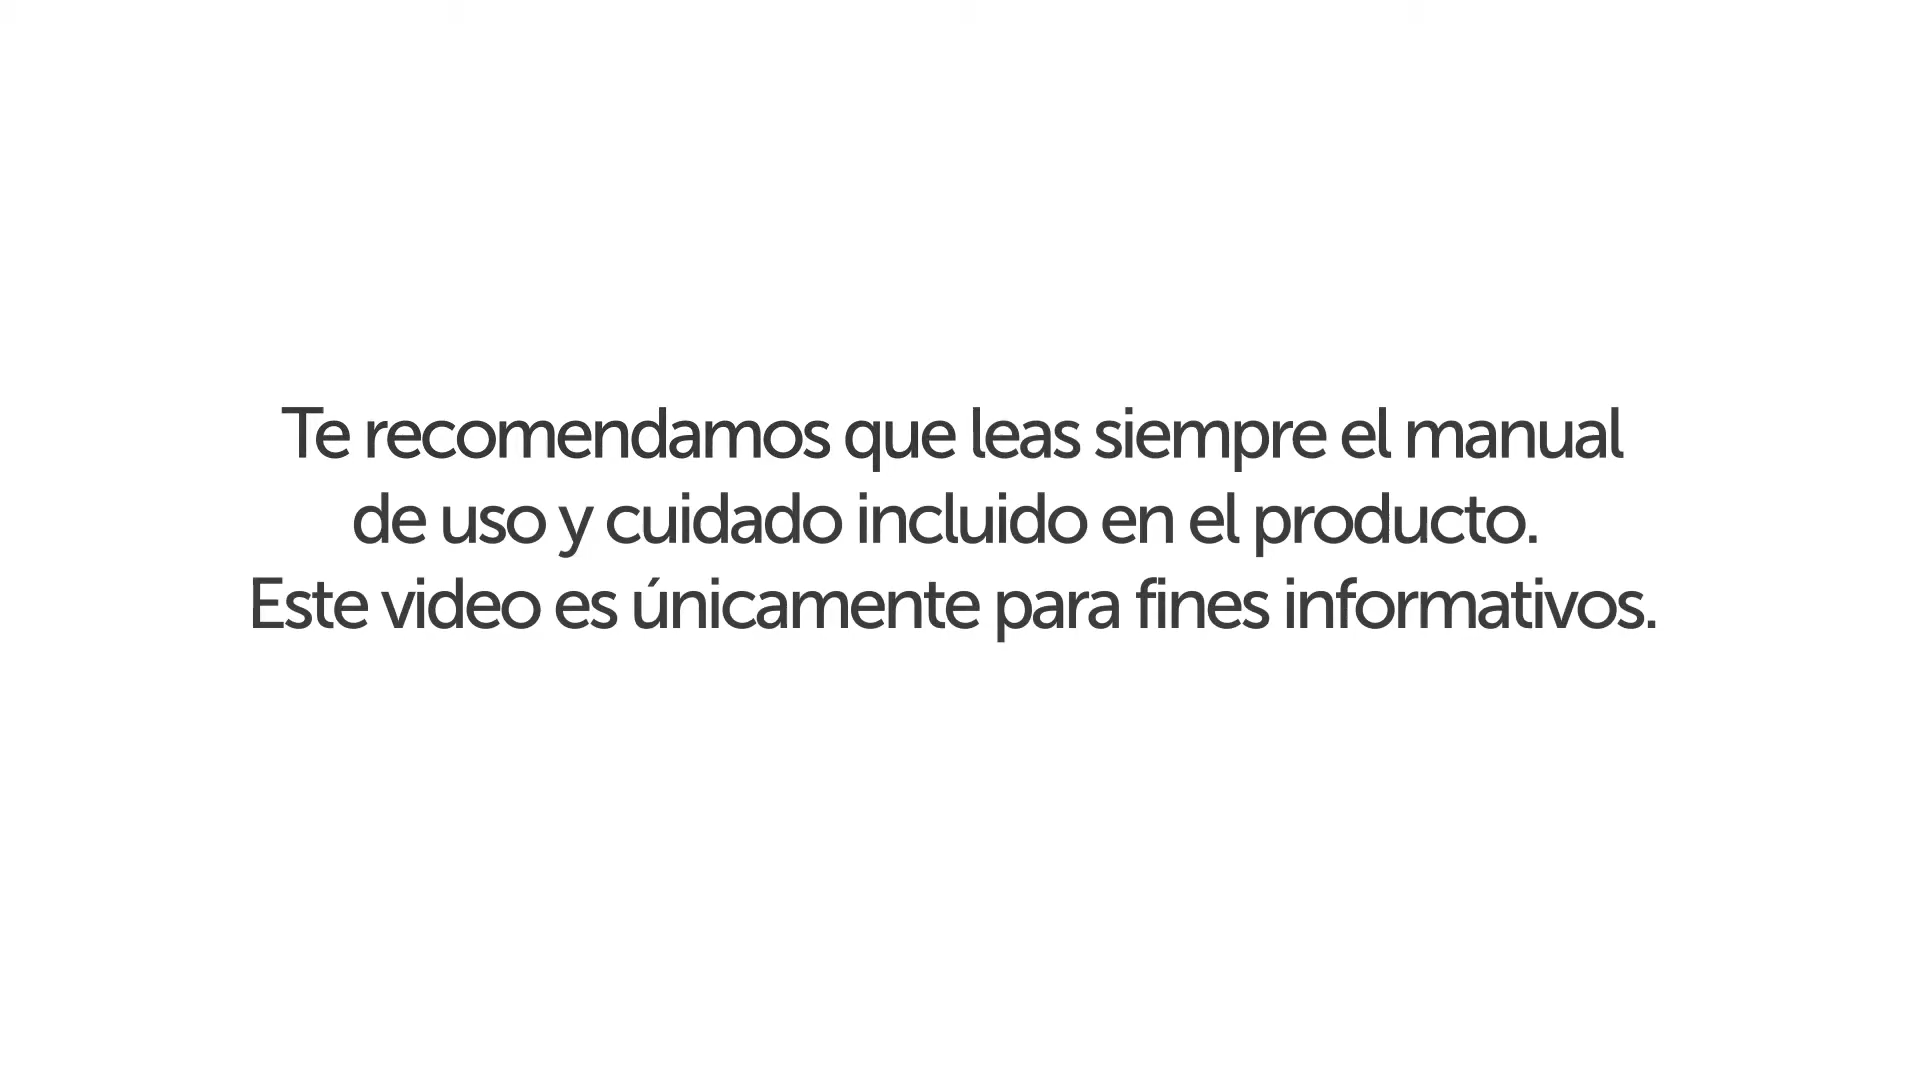 Te recomendamos que leas siempre el manual
de uso y cuidado incluido en el producto.
Este video es únicamente para fines informativos.